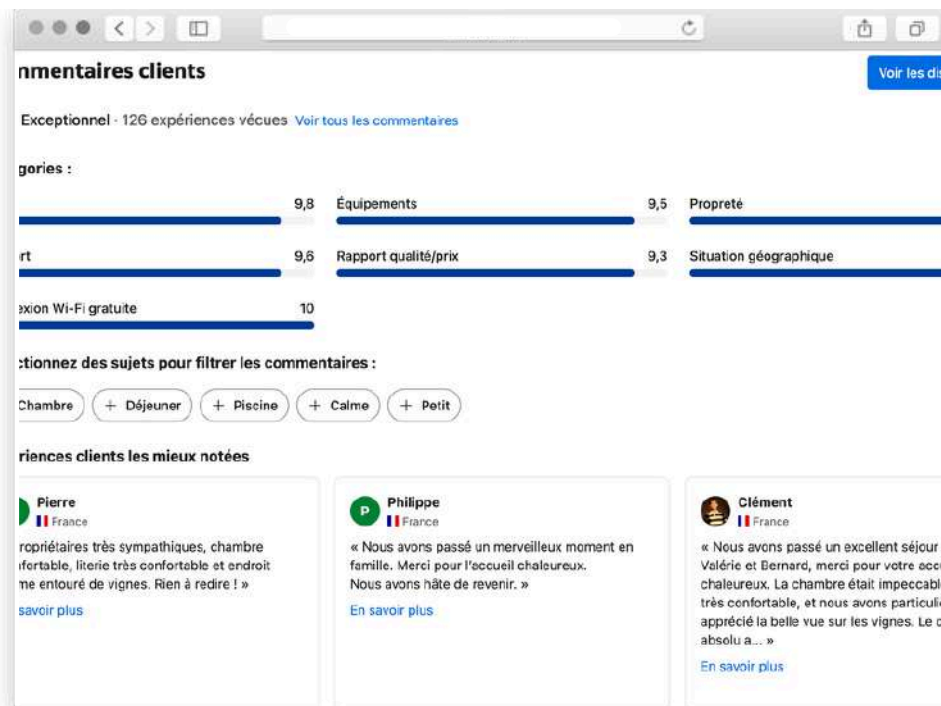 nmentaires clients
Voir les dis
Exceptionnel · 126 expériences vécues Voir tous les commentaires
gories :
9,8 Équipements 9,5 Propreté
rt 9,6 Rapport qualité/prix 9,3 Situation géographique
exion Wi-Fi gratuite 10
ctionnez des sujets pour filtrer les commentaires :
Chambre + Déjeuner + Piscine + Calme + Petit
riences clients les mieux notées
Pierre
France
ropriétaires très sympathiques, chambre
nfortable, literie très confortable et endroit
me entouré de vignes. Rien à redire ! »
savoir plus
P Philippe
France
« Nous avons passé un merveilleux moment en
famille. Merci pour l'accueil chaleureux.
Nous avons hâte de revenir. »
En savoir plus
Clément
France
« Nous avons passé un excellent séjour
Valérie et Bernard, merci pour votre accu
chaleureux. La chambre était impeccabl
très confortable, et nous avons particuli
apprécié la belle vue sur les vignes. Le c
absolu a... »
En savoir plus